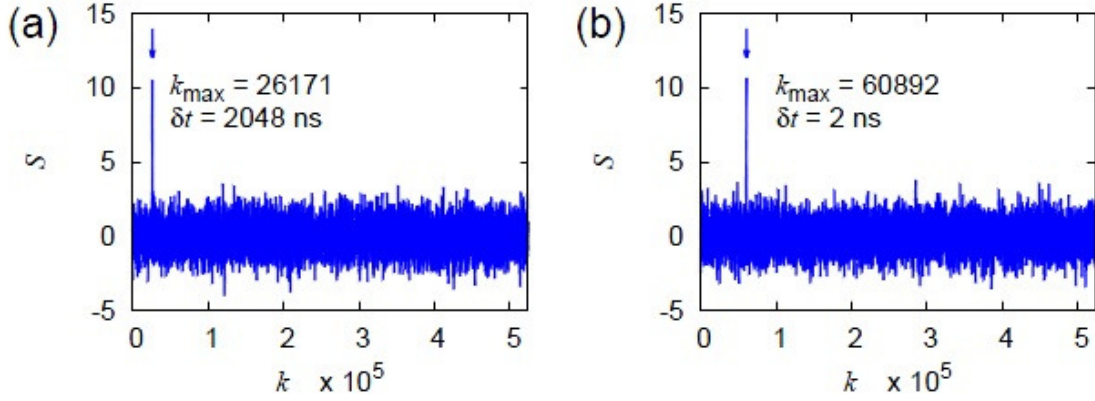 (a)
15
10
5
0
-5
S
k_max = 26171
δt = 2048 ns
0 1 2 3 4 5
k x 10^5
(b)
15
10
5
0
-5
S
k_max = 60892
δt = 2 ns
0 1 2 3 4 5
k x 10^5